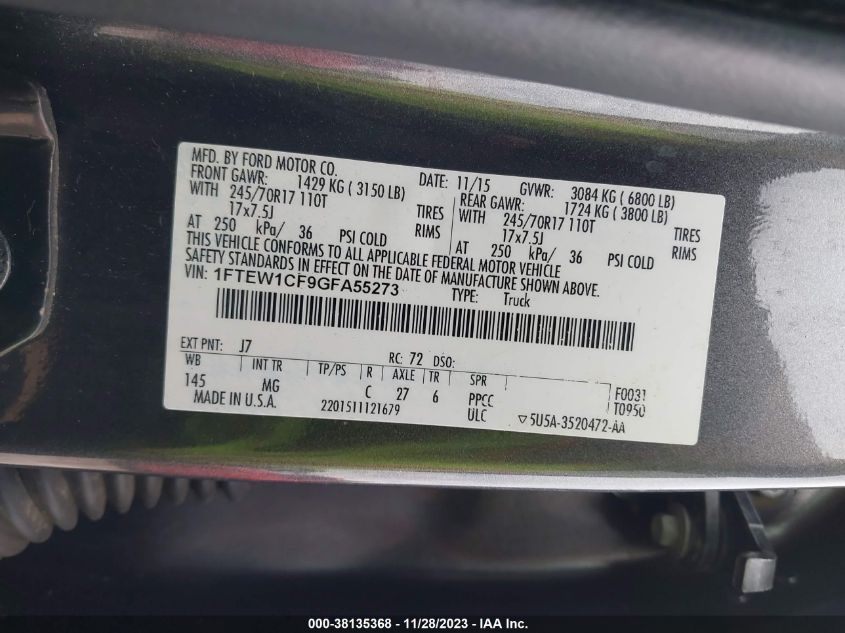 MFD. BY FORD MOTOR CO. DATE: 11/15 GVWR: 3084 KG ( 6800 LB)
FRONT GAWR: 1429 KG ( 3150 LB) REAR GAWR: 1724 KG ( 3800 LB)
WITH 245/70R17 110T TIRES WITH 245/70R17 110T TIRES
17x7.5J RIMS 17x7.5J RIMS
AT 250 kPa/ 36 PSI COLD AT 250 kPa/ 36 PSI COLD
THIS VEHICLE CONFORMS TO ALL APPLICABLE FEDERAL MOTOR VEHICLE
SAFETY STANDARDS IN EFFECT ON THE DATE OF MANUFACTURE SHOWN ABOVE.
VIN: 1FTEW1CF9GFA55273 TYPE: Truck
EXT PNT: J7 RC: 72 DSO:
WB INT TR TP/PS R AXLE TR SPR F0031
145 MG C 27 6 PPCC T0950
MADE IN U.S.A. 2201511121679 ULC ▽5U5A-3520472-AA
000-38135368 - 11/28/2023 - IAA Inc.